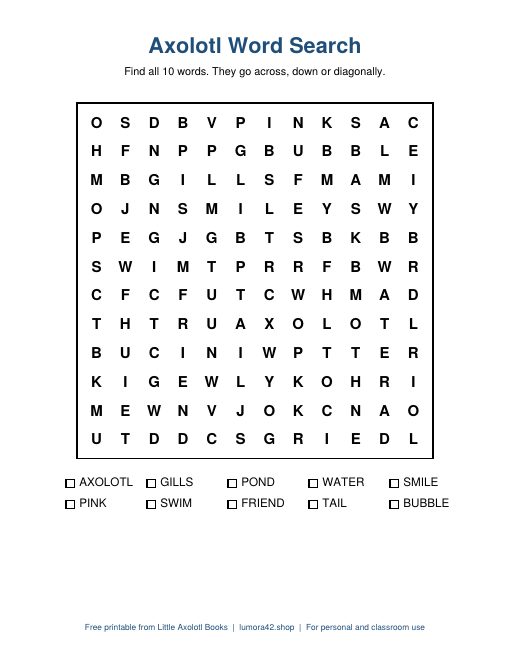 Axolotl Word Search
Find all 10 words. They go across, down or diagonally.
O S D B V P I N K S A C
H F N P P G B U B B L E
M B G I L L S F M A M I
O J N S M I L E Y S W Y
P E G J G B T S B K B B
S W I M T P R R F B W R
C F C F U T C W H M A D
T H T R U A X O L O T L
B U C I N I W P T T E R
K I G E W L Y K O H R I
M E W N V J O K C N A O
U T D D C S G R I E D L
AXOLOTL GILLS POND WATER SMILE
PINK SWIM FRIEND TAIL BUBBLE
Free printable from Little Axolotl Books | lumora42.shop | For personal and classroom use